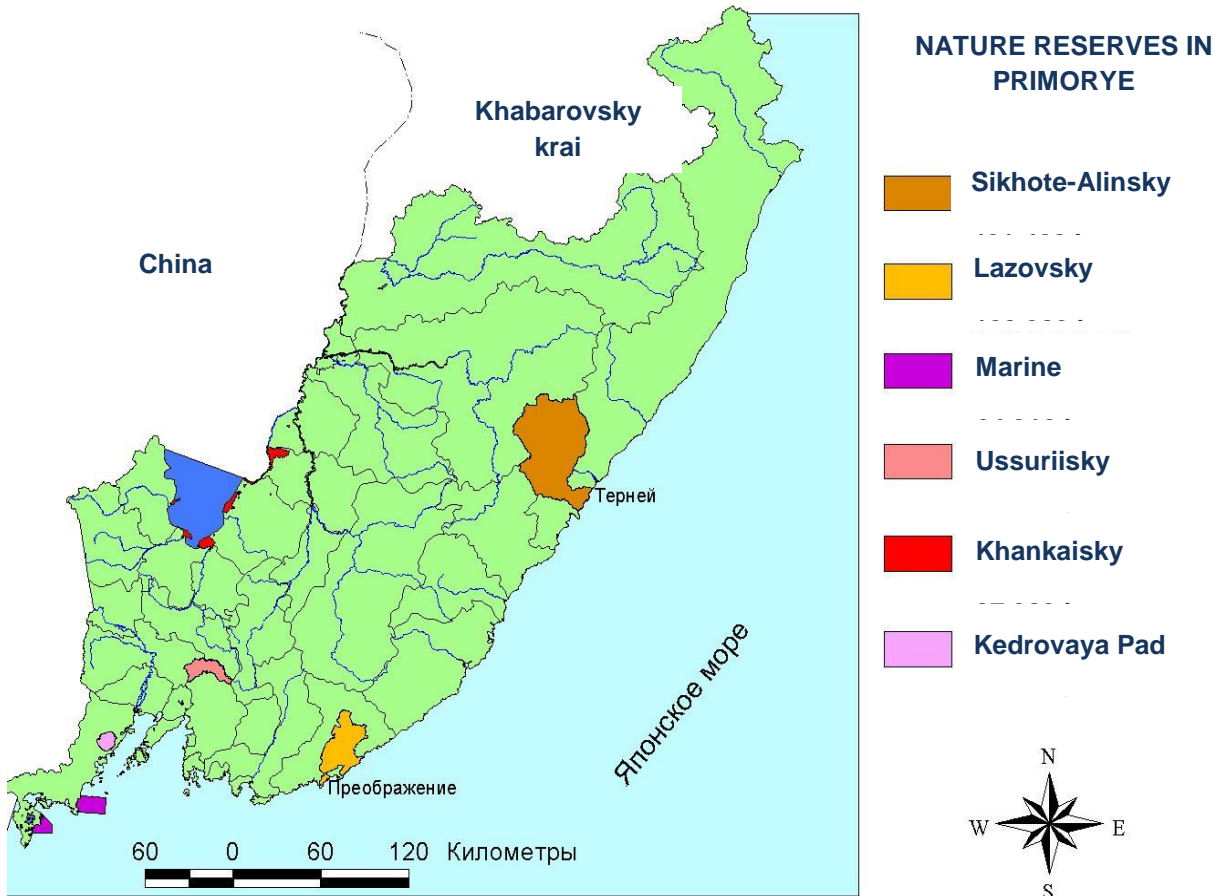 NATURE RESERVES IN
PRIMORYE
Khabarovsky
krai
China
Sikhote-Alinsky
Lazovsky
Marine
Ussuriisky
Khankaisky
Kedrovaya Pad
Терней
Преображение
Японское море
60 0 60 120 Километры
N
W E
S